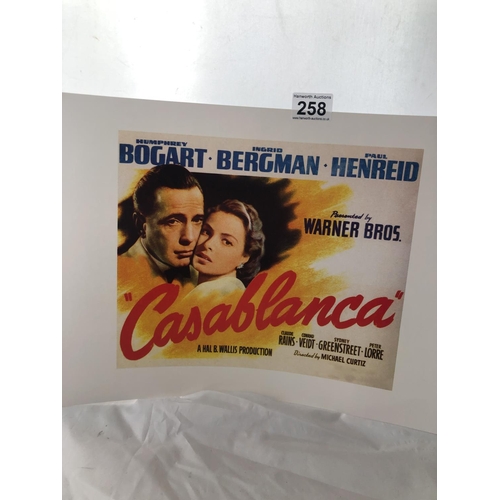 Hanworth Auctions
258
HUMPHREY INGRID PAUL
BOGART · BERGMAN · HENREID
Presented by
WARNER BROS.
"Casablanca"
CLAUDE CONRAD SYDNEY PETER
RAINS · VEIDT · GREENSTREET · LORRE
A HAL B. WALLIS PRODUCTION
Directed by MICHAEL CURTIZ